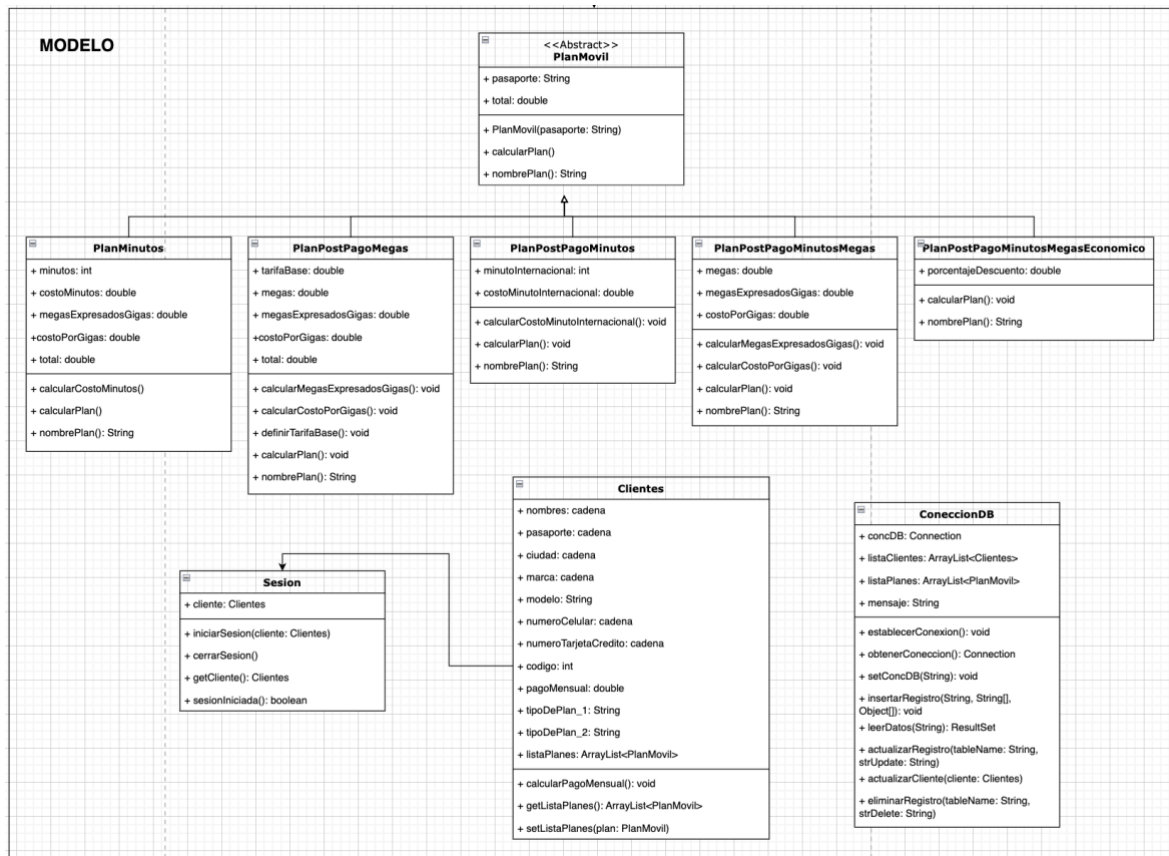 MODELO
<<Abstract>>
PlanMovil
+ pasaporte: String
+ total: double
+ PlanMovil(pasaporte: String)
+ calcularPlan()
+ nombrePlan(): String
PlanMinutos
+ minutos: int
+ costoMinutos: double
+ megasExpresadosGigas: double
+costoPorGigas: double
+ total: double
+ calcularCostoMinutos()
+ calcularPlan()
+ nombrePlan(): String
PlanPostPagoMegas
+ tarifaBase: double
+ megas: double
+ megasExpresadosGigas: double
+costoPorGigas: double
+ total: double
+ calcularMegasExpresadosGigas(): void
+ calcularCostoPorGigas(): void
+ definirTarifaBase(): void
+ calcularPlan(): void
+ nombrePlan(): String
PlanPostPagoMinutos
+ minutoInternacional: int
+ costoMinutoInternacional: double
+ calcularCostoMinutoInternacional(): void
+ calcularPlan(): void
+ nombrePlan(): String
PlanPostPagoMinutosMegas
+ megas: double
+ megasExpresadosGigas: double
+ costoPorGigas: double
+ calcularMegasExpresadosGigas(): void
+ calcularCostoPorGigas(): void
+ calcularPlan(): void
+ nombrePlan(): String
PlanPostPagoMinutosMegasEconomico
+ porcentajeDescuento: double
+ calcularPlan(): void
+ nombrePlan(): String
Sesion
+ cliente: Clientes
+ iniciarSesion(cliente: Clientes)
+ cerrarSesion()
+ getCliente(): Clientes
+ sesionIniciada(): boolean
Clientes
+ nombres: cadena
+ pasaporte: cadena
+ ciudad: cadena
+ marca: cadena
+ modelo: String
+ numeroCelular: cadena
+ numeroTarjetaCredito: cadena
+ codigo: int
+ pagoMensual: double
+ tipoDePlan_1: String
+ tipoDePlan_2: String
+ listaPlanes: ArrayList<PlanMovil>
+ calcularPagoMensual(): void
+ getListaPlanes(): ArrayList<PlanMovil>
+ setListaPlanes(plan: PlanMovil)
ConeccionDB
+ concDB: Connection
+ listaClientes: ArrayList<Clientes>
+ listaPlanes: ArrayList<PlanMovil>
+ mensaje: String
+ establecerConexion(): void
+ obtenerConeccion(): Connection
+ setConcDB(String): void
+ insertarRegistro(String, String[],
Object[]): void
+ leerDatos(String): ResultSet
+ actualizarRegistro(tableName: String,
strUpdate: String)
+ actualizarCliente(cliente: Clientes)
+ eliminarRegistro(tableName: String,
strDelete: String)